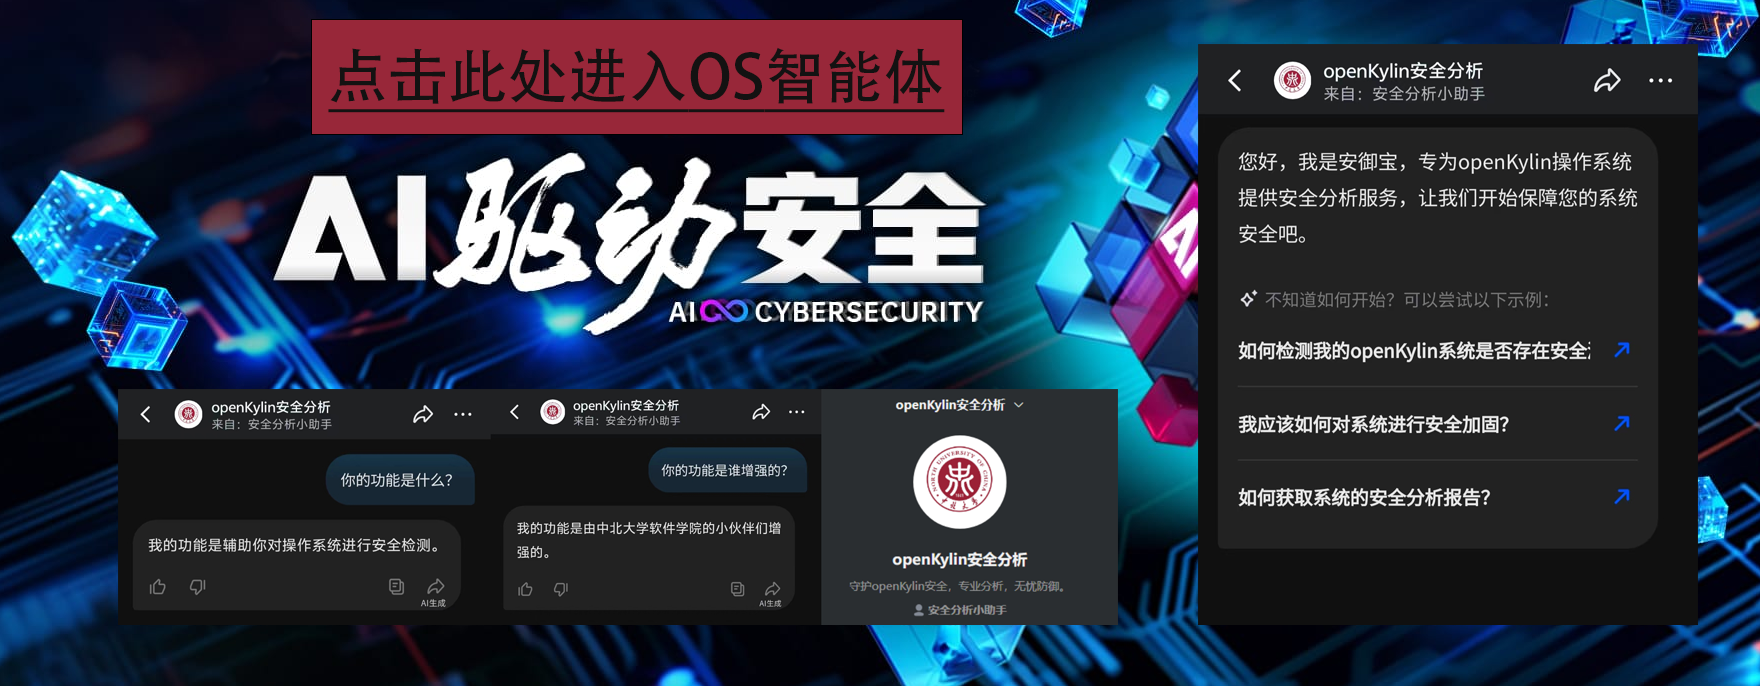 点击此处进入OS智能体
AI驱动安全
AI CYBERSECURITY
openKylin安全分析
来自：安全分析小助手
你的功能是什么？
我的功能是辅助你对操作系统进行安全检测。
AI生成
openKylin安全分析
来自：安全分析小助手
你的功能是谁增强的？
我的功能是由中北大学软件学院的小伙伴们增
强的。
AI生成
openKylin安全分析
NORTH UNIVERSITY OF CHINA
中北大学
openKylin安全分析
守护openKylin安全，专业分析，无忧防御。
安全分析小助手
openKylin安全分析
来自：安全分析小助手
您好，我是安御宝，专为openKylin操作系统
提供安全分析服务，让我们开始保障您的系统
安全吧。
不知道如何开始？可以尝试以下示例：
如何检测我的openKylin系统是否存在安全
我应该如何对系统进行安全加固？
如何获取系统的安全分析报告？